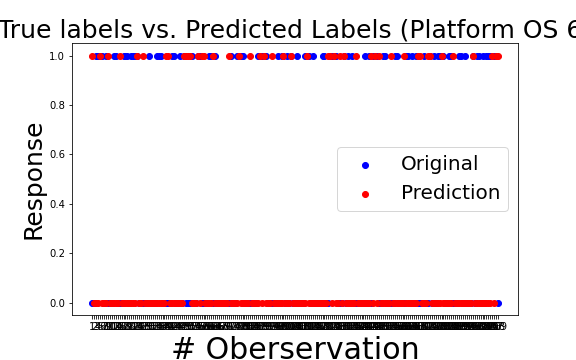 True labels vs. Predicted Labels (Platform OS 6
1.0
0.8
0.6
0.4
0.2
0.0
Response
Original
Prediction
# Oberservation